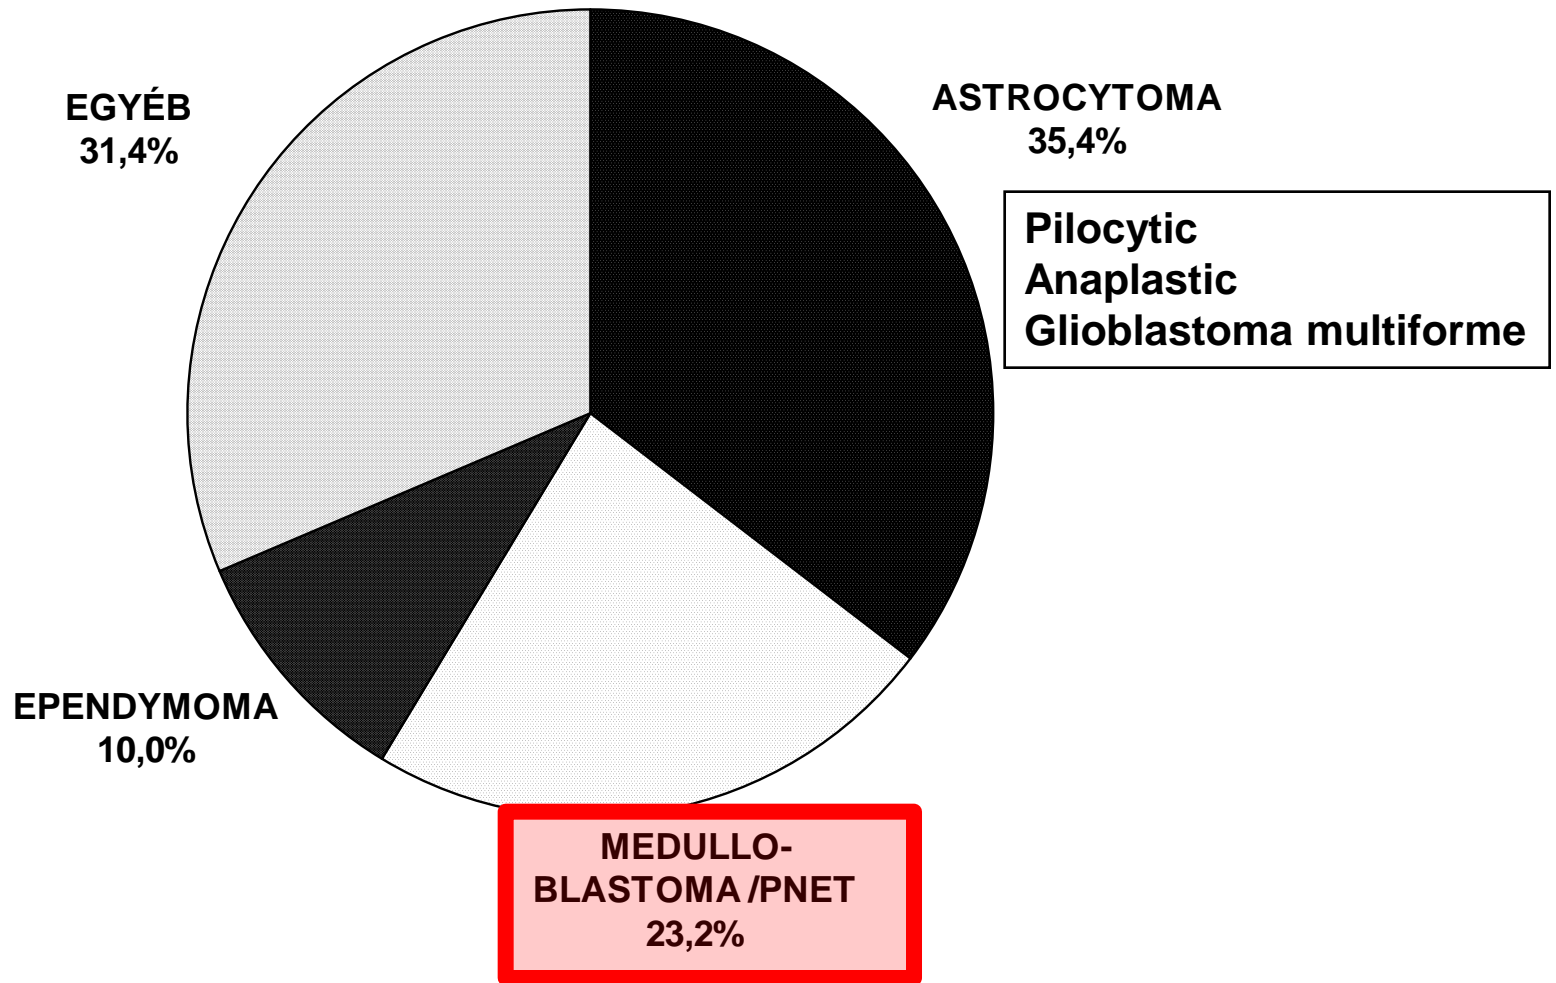 EGYÉB
31,4%
ASTROCYTOMA
35,4%
Pilocytic
Anaplastic
Glioblastoma multiforme
EPENDYMOMA
10,0%
MEDULLO-
BLASTOMA /PNET
23,2%